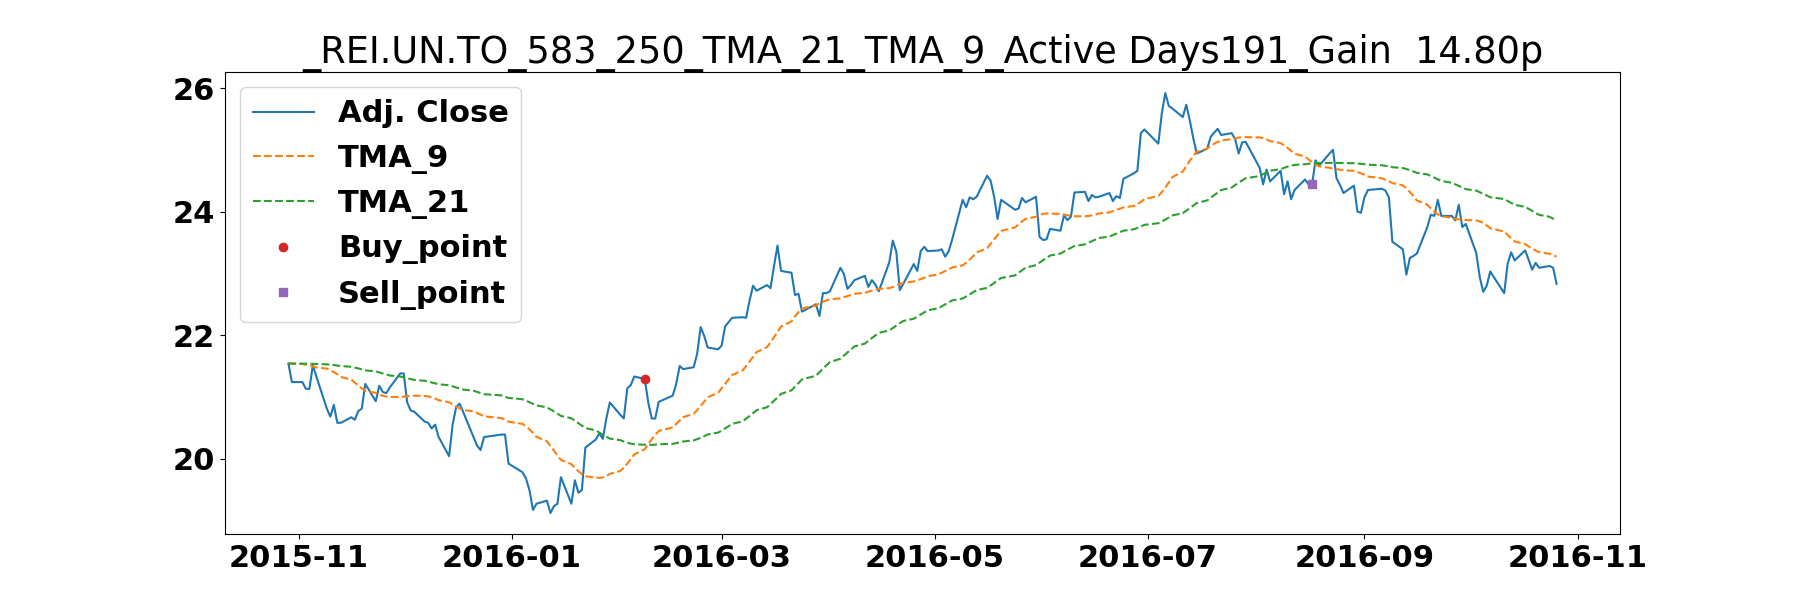 _REI.UN.TO_583_250_TMA_21_TMA_9_Active Days191_Gain  14.80p
26
24
22
20
Adj. Close
TMA_9
TMA_21
Buy_point
Sell_point
2015-11 2016-01 2016-03 2016-05 2016-07 2016-09 2016-11